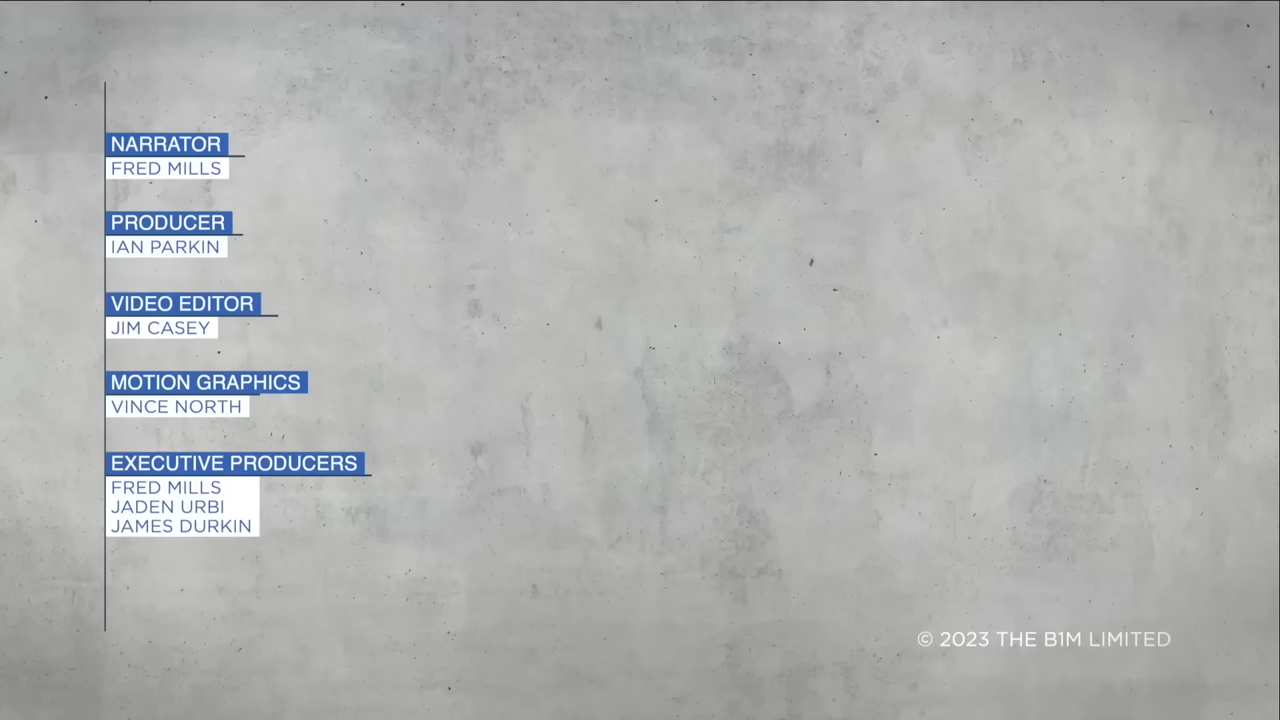 NARRATOR
FRED MILLS
PRODUCER
IAN PARKIN
VIDEO EDITOR
JIM CASEY
MOTION GRAPHICS
VINCE NORTH
EXECUTIVE PRODUCERS
FRED MILLS
JADEN URBI
JAMES DURKIN
© 2023 THE B1M LIMITED